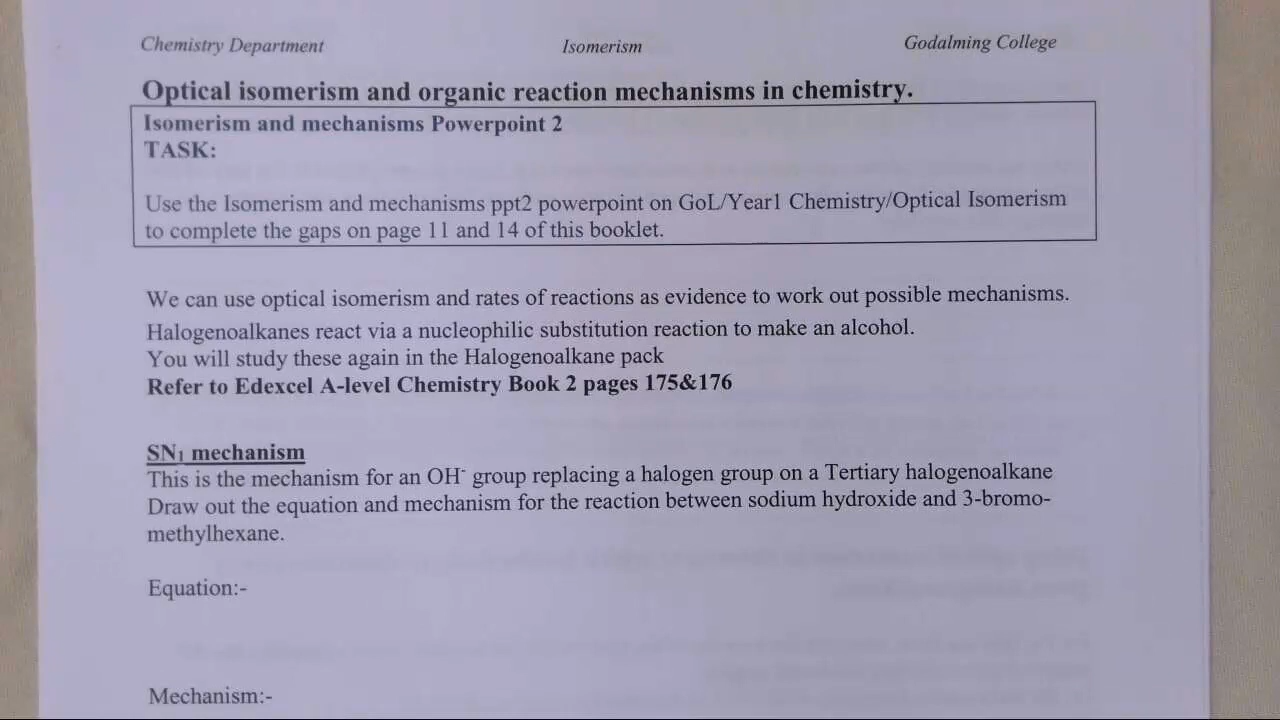 Chemistry Department Isomerism Godalming College
Optical isomerism and organic reaction mechanisms in chemistry.
Isomerism and mechanisms Powerpoint 2
TASK:
Use the Isomerism and mechanisms ppt2 powerpoint on GoL/Year1 Chemistry/Optical Isomerism
to complete the gaps on page 11 and 14 of this booklet.
We can use optical isomerism and rates of reactions as evidence to work out possible mechanisms.
Halogenoalkanes react via a nucleophilic substitution reaction to make an alcohol.
You will study these again in the Halogenoalkane pack
Refer to Edexcel A-level Chemistry Book 2 pages 175&176
SN₁ mechanism
This is the mechanism for an OH⁻ group replacing a halogen group on a Tertiary halogenoalkane
Draw out the equation and mechanism for the reaction between sodium hydroxide and 3-bromo-
methylhexane.
Equation:-
Mechanism:-